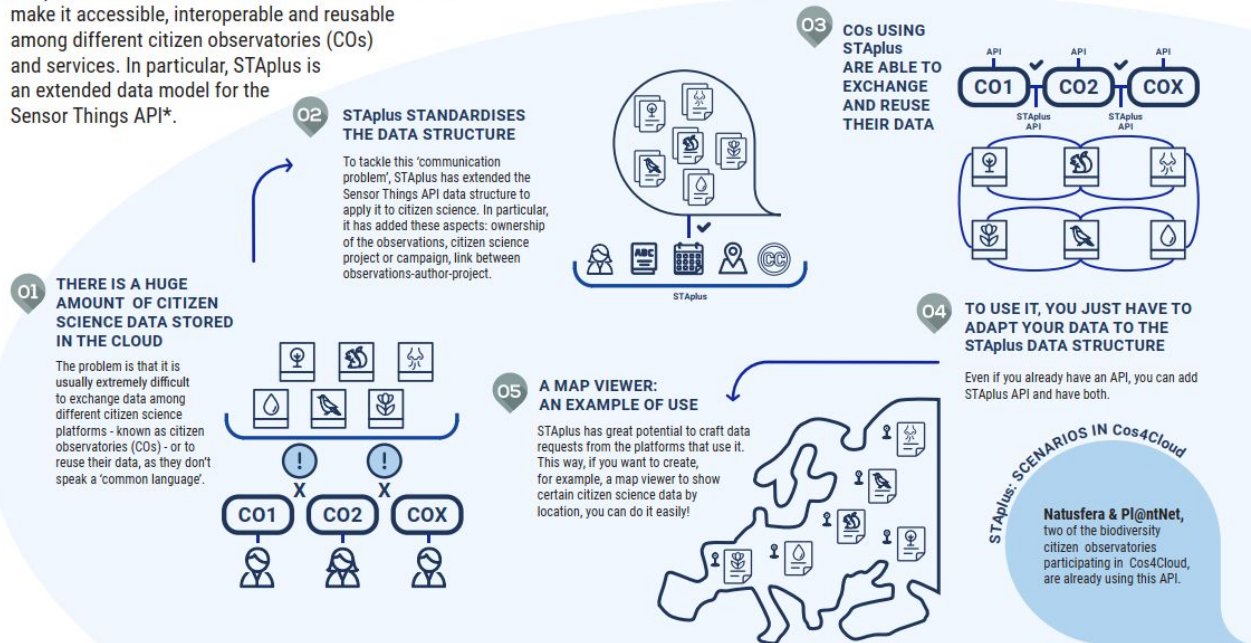 make it accessible, interoperable and reusable
among different citizen observatories (COs)
and services. In particular, STAplus is
an extended data model for the
Sensor Things API*.
01
THERE IS A HUGE
AMOUNT OF CITIZEN
SCIENCE DATA STORED
IN THE CLOUD
The problem is that it is
usually extremely difficult
to exchange data among
different citizen science
platforms - known as citizen
observatories (COs) - or to
reuse their data, as they don't
speak a 'common language'.
! !
X X
CO1 CO2 COX
02
STAplus STANDARDISES
THE DATA STRUCTURE
To tackle this 'communication
problem', STAplus has extended the
Sensor Things API data structure to
apply it to citizen science. In particular,
it has added these aspects: ownership
of the observations, citizen science
project or campaign, link between
observations-author-project.
ABC
CC
STAplus
03
COs USING
STAplus
ARE ABLE TO
EXCHANGE
AND REUSE
THEIR DATA
API API API
CO1 CO2 COX
STAplus STAplus
API API
04
TO USE IT, YOU JUST HAVE TO
ADAPT YOUR DATA TO THE
STAplus DATA STRUCTURE
Even if you already have an API, you can add
STAplus API and have both.
05
A MAP VIEWER:
AN EXAMPLE OF USE
STAplus has great potential to craft data
requests from the platforms that use it.
This way, if you want to create,
for example, a map viewer to show
certain citizen science data by
location, you can do it easily!
STAplus: SCENARIOS IN Cos4Cloud
Natusfera & Pl@ntNet,
two of the biodiversity
citizen observatories
participating in Cos4Cloud,
are already using this API.